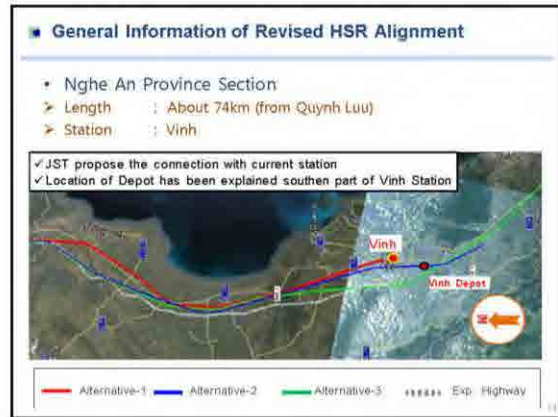 General Information of Revised HSR Alignment
• Nghe An Province Section
➢ Length : About 74km (from Quynh Luu)
➢ Station : Vinh
✓JST propose the connection with current station
✓Location of Depot has been explained southen part of Vinh Station
Vinh
Vinh Depot
Alternative-1 Alternative-2 Alternative-3 Exp. Highway